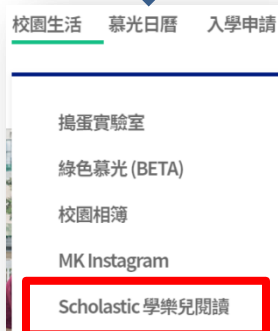 校園生活 慕光日曆 入學申請
搗蛋實驗室
綠色慕光 (BETA)
校園相簿
MK Instagram
Scholastic 學樂兒閱讀